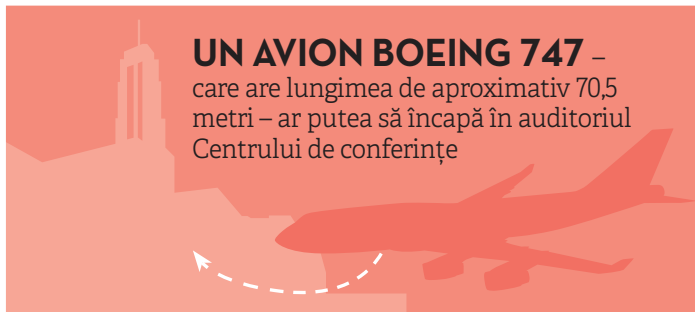 UN AVION BOEING 747 –
care are lungimea de aproximativ 70,5
metri – ar putea să încapă în auditoriul
Centrului de conferințe